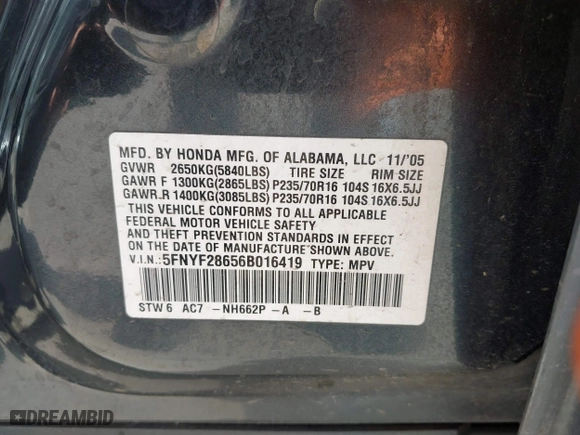 MFD. BY HONDA MFG. OF ALABAMA, LLC 11/'05
GVWR 2650KG(5840LBS) TIRE SIZE RIM SIZE
GAWR F 1300KG(2865LBS) P235/70R16 104S 16X6.5JJ
GAWR.R 1400KG(3085LBS) P235/70R16 104S 16X6.5JJ
THIS VEHICLE CONFORMS TO ALL APPLICABLE
FEDERAL MOTOR VEHICLE SAFETY
AND THEFT PREVENTION STANDARDS IN EFFECT
ON THE DATE OF MANUFACTURE SHOWN ABOVE.
V.I.N.: 5FNYF28656B016419 TYPE: MPV
STW 6 AC7 -NH662P -A -B
DREAMBID